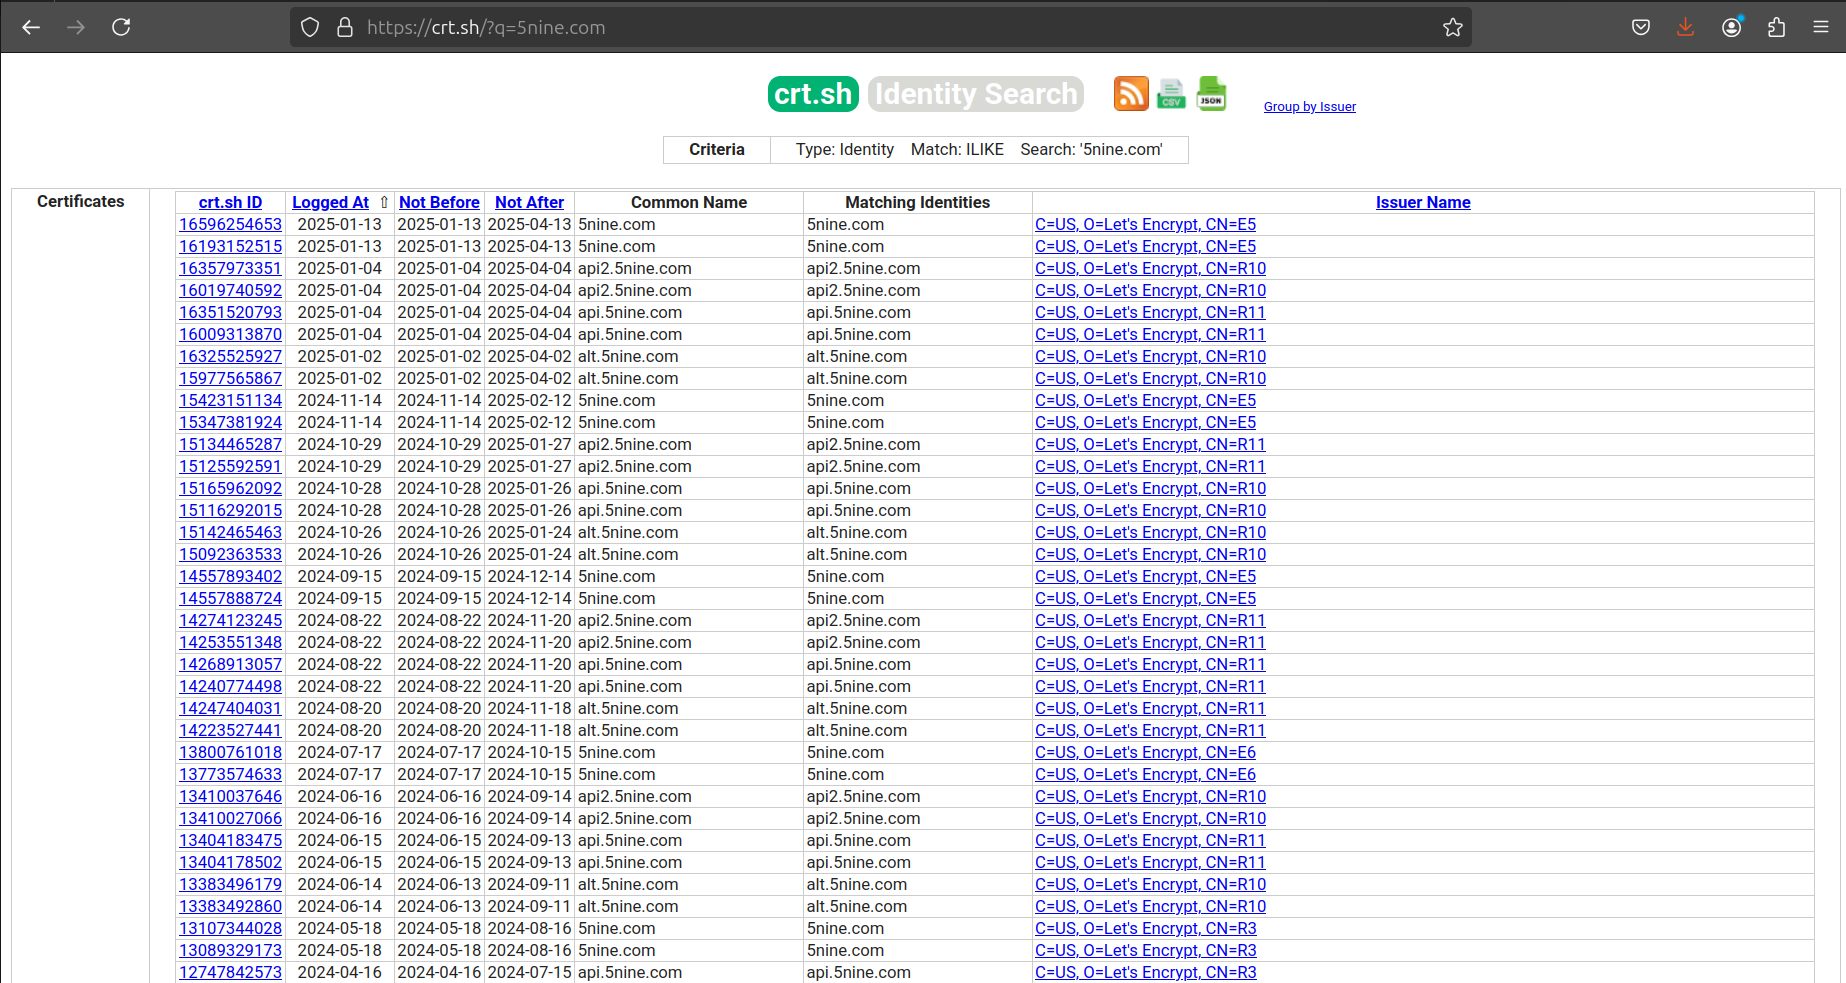 https://crt.sh/?q=5nine.com
crt.sh Identity Search CSV JSON Group by Issuer
Criteria Type: Identity Match: ILIKE Search: '5nine.com'
Certificates crt.sh ID Logged At ⇧ Not Before Not After Common Name Matching Identities Issuer Name
16596254653 2025-01-13 2025-01-13 2025-04-13 5nine.com 5nine.com C=US, O=Let's Encrypt, CN=E5
16193152515 2025-01-13 2025-01-13 2025-04-13 5nine.com 5nine.com C=US, O=Let's Encrypt, CN=E5
16357973351 2025-01-04 2025-01-04 2025-04-04 api2.5nine.com api2.5nine.com C=US, O=Let's Encrypt, CN=R10
16019740592 2025-01-04 2025-01-04 2025-04-04 api2.5nine.com api2.5nine.com C=US, O=Let's Encrypt, CN=R10
16351520793 2025-01-04 2025-01-04 2025-04-04 api.5nine.com api.5nine.com C=US, O=Let's Encrypt, CN=R11
16009313870 2025-01-04 2025-01-04 2025-04-04 api.5nine.com api.5nine.com C=US, O=Let's Encrypt, CN=R11
16325525927 2025-01-02 2025-01-02 2025-04-02 alt.5nine.com alt.5nine.com C=US, O=Let's Encrypt, CN=R10
15977565867 2025-01-02 2025-01-02 2025-04-02 alt.5nine.com alt.5nine.com C=US, O=Let's Encrypt, CN=R10
15423151134 2024-11-14 2024-11-14 2025-02-12 5nine.com 5nine.com C=US, O=Let's Encrypt, CN=E5
15347381924 2024-11-14 2024-11-14 2025-02-12 5nine.com 5nine.com C=US, O=Let's Encrypt, CN=E5
15134465287 2024-10-29 2024-10-29 2025-01-27 api2.5nine.com api2.5nine.com C=US, O=Let's Encrypt, CN=R11
15125592591 2024-10-29 2024-10-29 2025-01-27 api2.5nine.com api2.5nine.com C=US, O=Let's Encrypt, CN=R11
15165962092 2024-10-28 2024-10-28 2025-01-26 api.5nine.com api.5nine.com C=US, O=Let's Encrypt, CN=R10
15116292015 2024-10-28 2024-10-28 2025-01-26 api.5nine.com api.5nine.com C=US, O=Let's Encrypt, CN=R10
15142465463 2024-10-26 2024-10-26 2025-01-24 alt.5nine.com alt.5nine.com C=US, O=Let's Encrypt, CN=R10
15092363533 2024-10-26 2024-10-26 2025-01-24 alt.5nine.com alt.5nine.com C=US, O=Let's Encrypt, CN=R10
14557893402 2024-09-15 2024-09-15 2024-12-14 5nine.com 5nine.com C=US, O=Let's Encrypt, CN=E5
14557888724 2024-09-15 2024-09-15 2024-12-14 5nine.com 5nine.com C=US, O=Let's Encrypt, CN=E5
14274123245 2024-08-22 2024-08-22 2024-11-20 api2.5nine.com api2.5nine.com C=US, O=Let's Encrypt, CN=R11
14253551348 2024-08-22 2024-08-22 2024-11-20 api2.5nine.com api2.5nine.com C=US, O=Let's Encrypt, CN=R11
14268913057 2024-08-22 2024-08-22 2024-11-20 api.5nine.com api.5nine.com C=US, O=Let's Encrypt, CN=R11
14240774498 2024-08-22 2024-08-22 2024-11-20 api.5nine.com api.5nine.com C=US, O=Let's Encrypt, CN=R11
14247404031 2024-08-20 2024-08-20 2024-11-18 alt.5nine.com alt.5nine.com C=US, O=Let's Encrypt, CN=R11
14223527441 2024-08-20 2024-08-20 2024-11-18 alt.5nine.com alt.5nine.com C=US, O=Let's Encrypt, CN=R11
13800761018 2024-07-17 2024-07-17 2024-10-15 5nine.com 5nine.com C=US, O=Let's Encrypt, CN=E6
13773574633 2024-07-17 2024-07-17 2024-10-15 5nine.com 5nine.com C=US, O=Let's Encrypt, CN=E6
13410037646 2024-06-16 2024-06-16 2024-09-14 api2.5nine.com api2.5nine.com C=US, O=Let's Encrypt, CN=R10
13410027066 2024-06-16 2024-06-16 2024-09-14 api2.5nine.com api2.5nine.com C=US, O=Let's Encrypt, CN=R10
13404183475 2024-06-15 2024-06-15 2024-09-13 api.5nine.com api.5nine.com C=US, O=Let's Encrypt, CN=R11
13404178502 2024-06-15 2024-06-15 2024-09-13 api.5nine.com api.5nine.com C=US, O=Let's Encrypt, CN=R11
13383496179 2024-06-14 2024-06-13 2024-09-11 alt.5nine.com alt.5nine.com C=US, O=Let's Encrypt, CN=R10
13383492860 2024-06-14 2024-06-13 2024-09-11 alt.5nine.com alt.5nine.com C=US, O=Let's Encrypt, CN=R10
13107344028 2024-05-18 2024-05-18 2024-08-16 5nine.com 5nine.com C=US, O=Let's Encrypt, CN=R3
13089329173 2024-05-18 2024-05-18 2024-08-16 5nine.com 5nine.com C=US, O=Let's Encrypt, CN=R3
12747842573 2024-04-16 2024-04-16 2024-07-15 api.5nine.com api.5nine.com C=US, O=Let's Encrypt, CN=R3